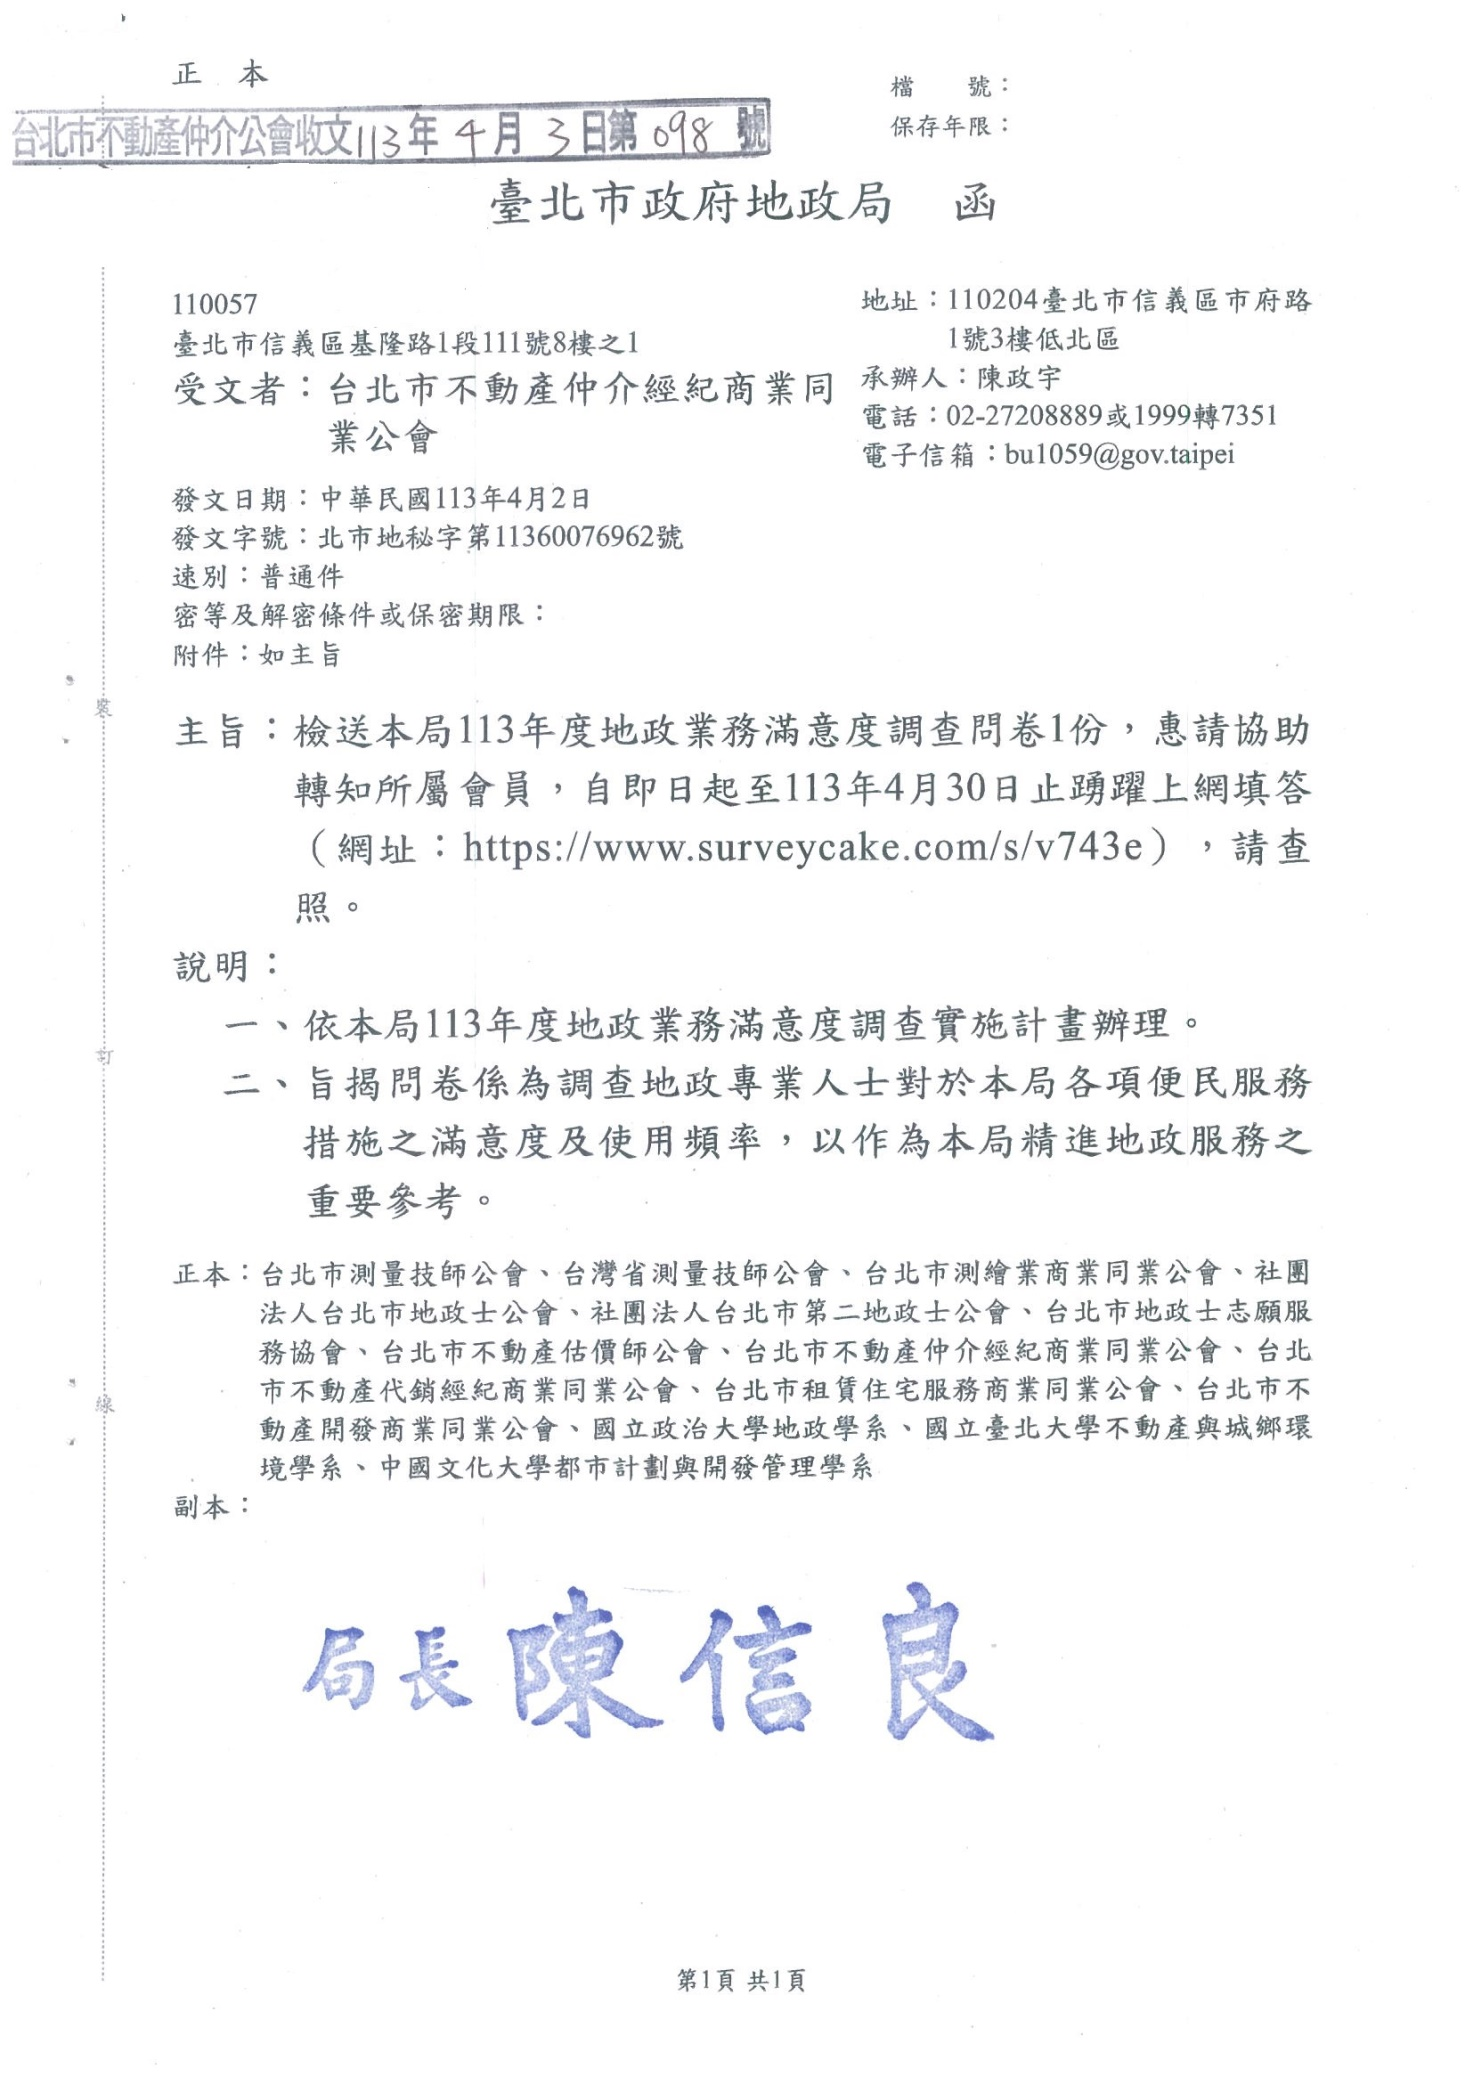 正本
檔　　號：
保存年限：
台北市不動產仲介公會收文113年4月3日第098號
臺北市政府地政局　函
110057
臺北市信義區基隆路1段111號8樓之1
受文者：台北市不動產仲介經紀商業同
業公會
地址：110204臺北市信義區市府路
1號3樓低北區
承辦人：陳政宇
電話：02-27208889或1999轉7351
電子信箱：bu1059@gov.taipei
發文日期：中華民國113年4月2日
發文字號：北市地秘字第11360076962號
速別：普通件
密等及解密條件或保密期限：
附件：如主旨
主旨：檢送本局113年度地政業務滿意度調查問卷1份，惠請協助
轉知所屬會員，自即日起至113年4月30日止踴躍上網填答
（網址：https://www.surveycake.com/s/v743e），請查
照。
說明：
一、依本局113年度地政業務滿意度調查實施計畫辦理。
二、旨揭問卷係為調查地政專業人士對於本局各項便民服務
措施之滿意度及使用頻率，以作為本局精進地政服務之
重要參考。
正本：台北市測量技師公會、台灣省測量技師公會、台北市測繪業商業同業公會、社團
法人台北市地政士公會、社團法人台北市第二地政士公會、台北市地政士志願服
務協會、台北市不動產估價師公會、台北市不動產仲介經紀商業同業公會、台北
市不動產代銷經紀商業同業公會、台北市租賃住宅服務商業同業公會、台北市不
動產開發商業同業公會、國立政治大學地政學系、國立臺北大學不動產與城鄉環
境學系、中國文化大學都市計劃與開發管理學系
副本：
裝
訂
線
局長陳信良
第1頁 共1頁